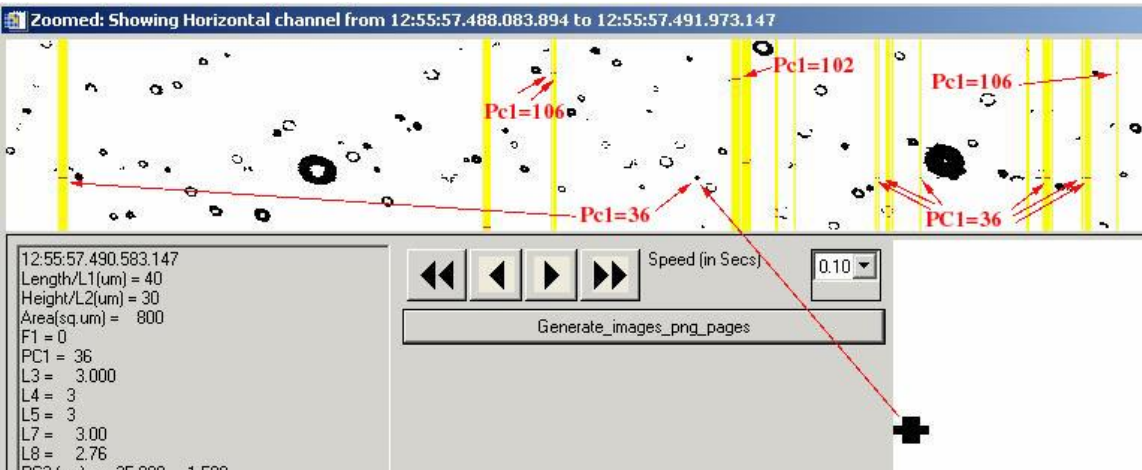 Zoomed: Showing Horizontal channel from 12:55:57.488.083.894 to 12:55:57.491.973.147
Pc1=102
Pc1=106
Pc1=106
Pc1=36
PC1=36
12:55:57.490.583.147
Length/L1(um) = 40
Height/L2(um) = 30
Area(sq.um) = 800
F1 = 0
PC1 = 36
L3 = 3.000
L4 = 3
L5 = 3
L7 = 3.00
L8 = 2.76
Speed (in Secs)
0.10
Generate_images_png_pages